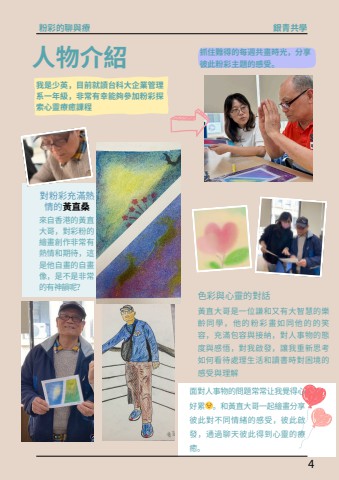 粉彩的聊與療
銀青共學
人物介紹
我是少英，目前就讀台科大企業管理
系一年級，非常有幸能夠參加粉彩探
索心靈療癒課程
抓住難得的每週共畫時光，分享
彼此粉彩主題的感受。
對粉彩充滿熱
情的黃直桑
來自香港的黃直
大哥，對彩粉的
繪畫創作非常有
熱情和期待，這
是他自畫的自畫
像，是不是非常
的有神韻呢?
色彩與心靈的對話
黃直大哥是一位謙和又有大智慧的樂
齡同學，他的粉彩畫如同他的的笑
容，充滿包容與接納，對人事物的態
度與感悟，對我啟發，讓我重新思考
如何看待處理生活和讀書時對困境的
感受與理解
面對人事物的問題常常让我覺得心
好累😢。和黃直大哥一起繪畫分享
彼此對不同情緒的感受，彼此啟
發，通過聊天彼此得到心靈的療
癒。
4